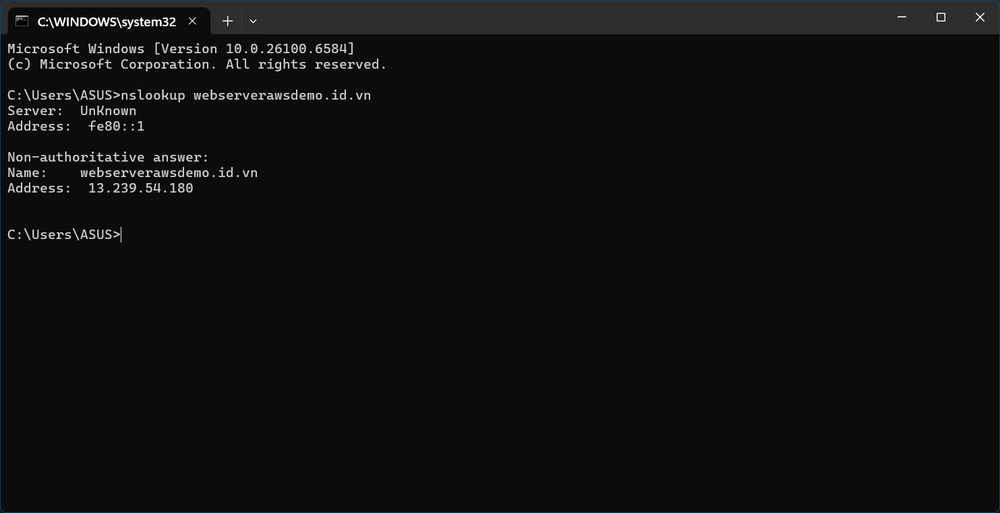 C:\WINDOWS\system32
Microsoft Windows [Version 10.0.26100.6584]
(c) Microsoft Corporation. All rights reserved.
C:\Users\ASUS>nslookup webserverawsdemo.id.vn
Server:  UnKnown
Address:  fe80::1
Non-authoritative answer:
Name:    webserverawsdemo.id.vn
Address:  13.239.54.180
C:\Users\ASUS>